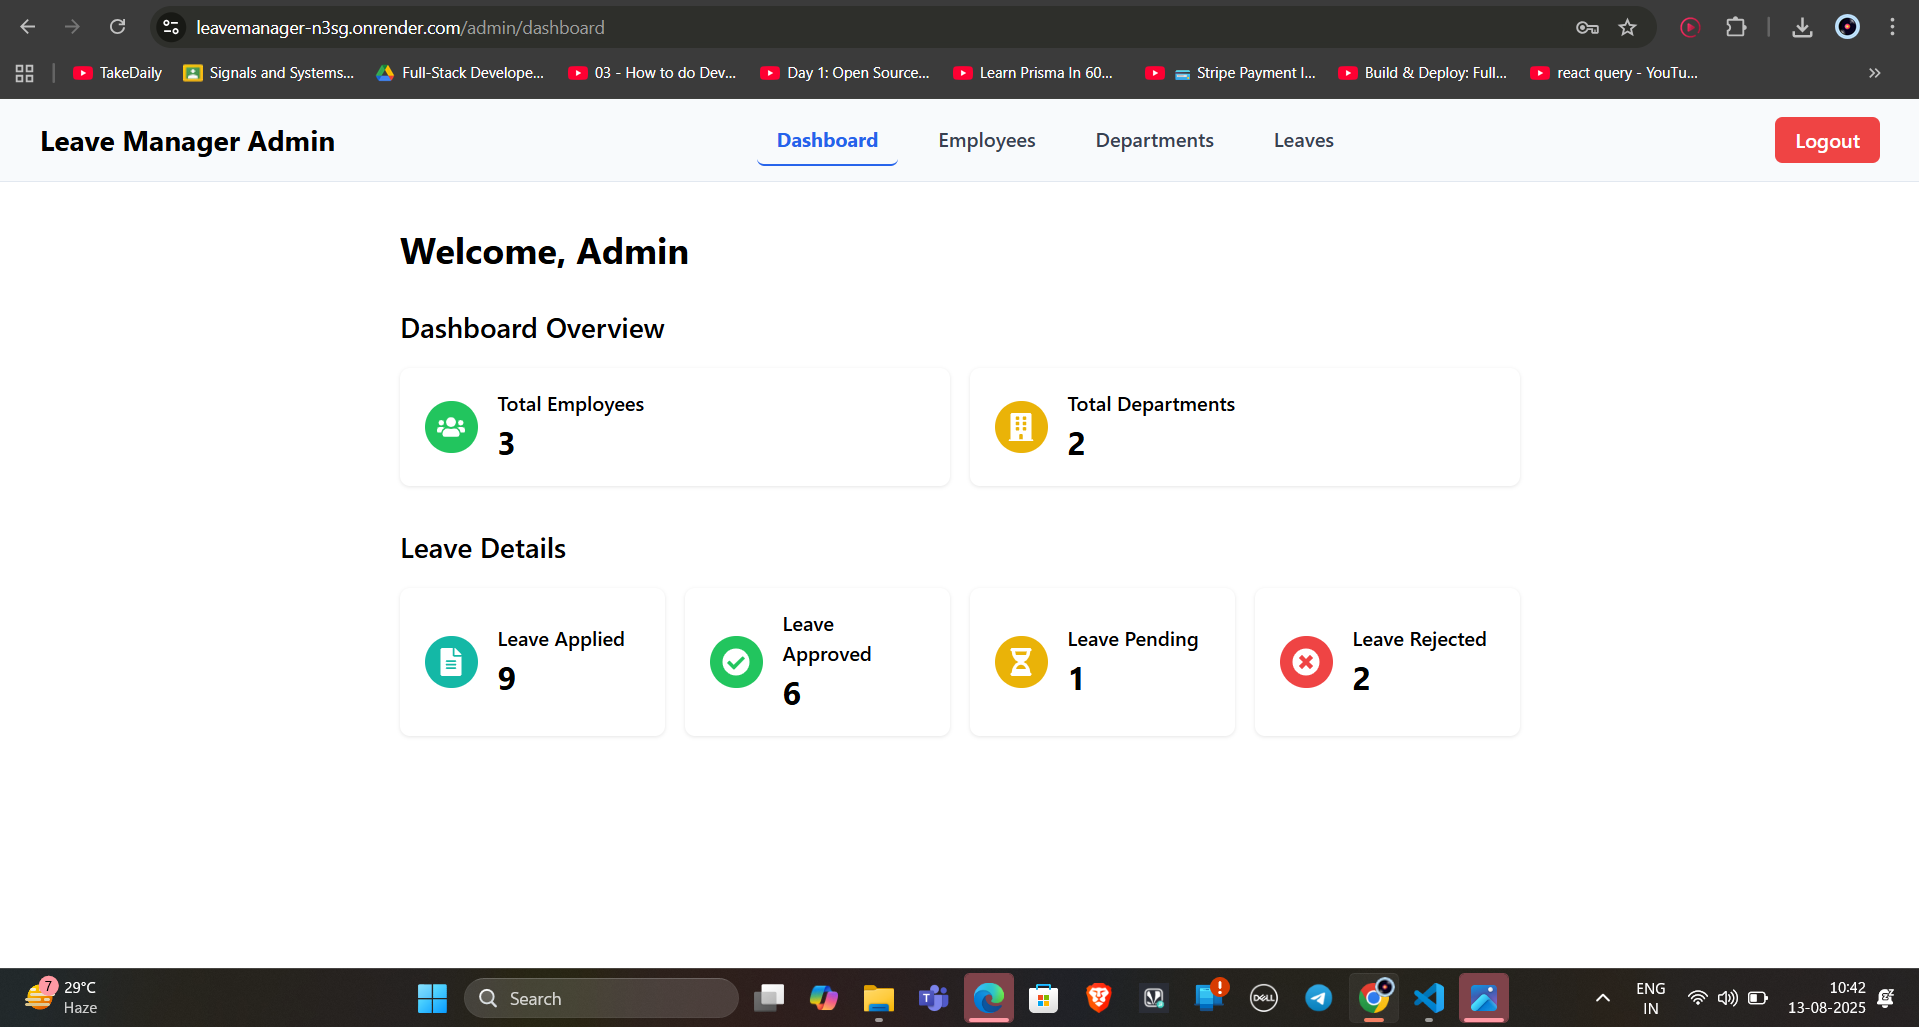 leavemanager-n3sg.onrender.com/admin/dashboard
TakeDaily
Signals and Systems...
Full-Stack Develope...
03 - How to do Dev...
Day 1: Open Source...
Learn Prisma In 60...
Stripe Payment I...
Build & Deploy: Full...
react query - YouTu...
Leave Manager Admin
Dashboard
Employees
Departments
Leaves
Logout
Welcome, Admin
Dashboard Overview
Total Employees
3
Total Departments
2
Leave Details
Leave Applied
9
Leave
Approved
6
Leave Pending
1
Leave Rejected
2
7
29°C
Haze
Search
T
DELL
ENG
IN
10:42
13-08-2025